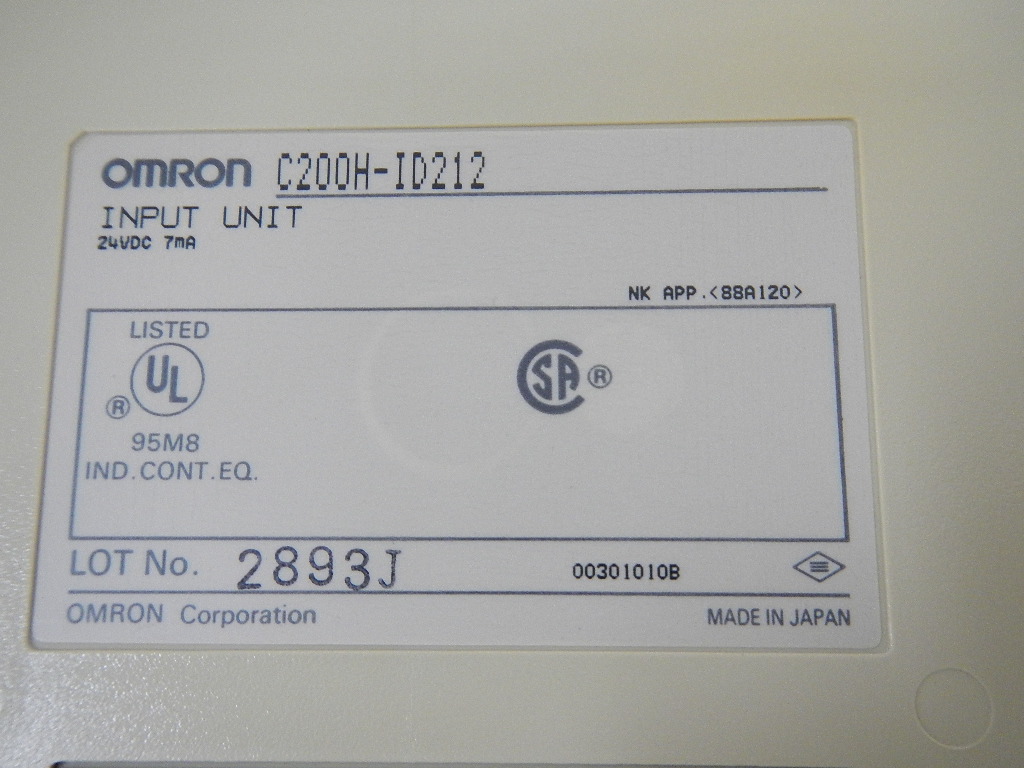 OMRON C200H-ID212
INPUT UNIT
24VDC 7mA
NK APP.<88A120>
LISTED
UL
®
95M8
IND.CONT.EQ.
CSA ®
LOT No. 2893J 00301010B
OMRON Corporation MADE IN JAPAN